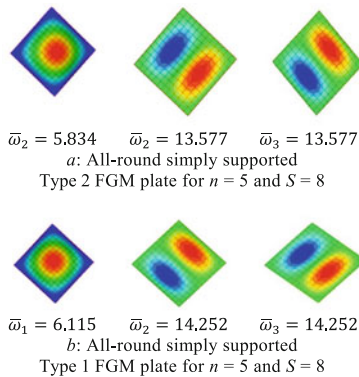 ω̅₂ = 5.834 ω̅₂ = 13.577 ω̅₃ = 13.577
a: All-round simply supported
Type 2 FGM plate for n = 5 and S = 8
ω̅₁ = 6.115 ω̅₂ = 14.252 ω̅₃ = 14.252
b: All-round simply supported
Type 1 FGM plate for n = 5 and S = 8